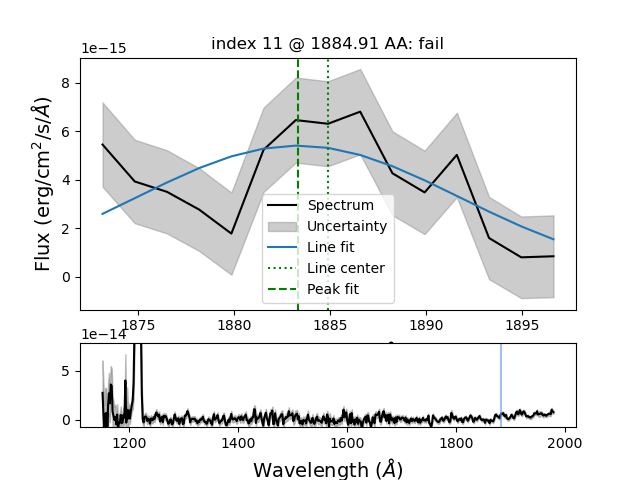 index 11 @ 1884.91 AA: fail
1e−15
8
6
4
2
0
Flux (erg/cm²/s/Å)
Spectrum
Uncertainty
Line fit
Line center
Peak fit
1875 1880 1885 1890 1895
1e−14
5
0
1200 1400 1600 1800 2000
Wavelength (Å)